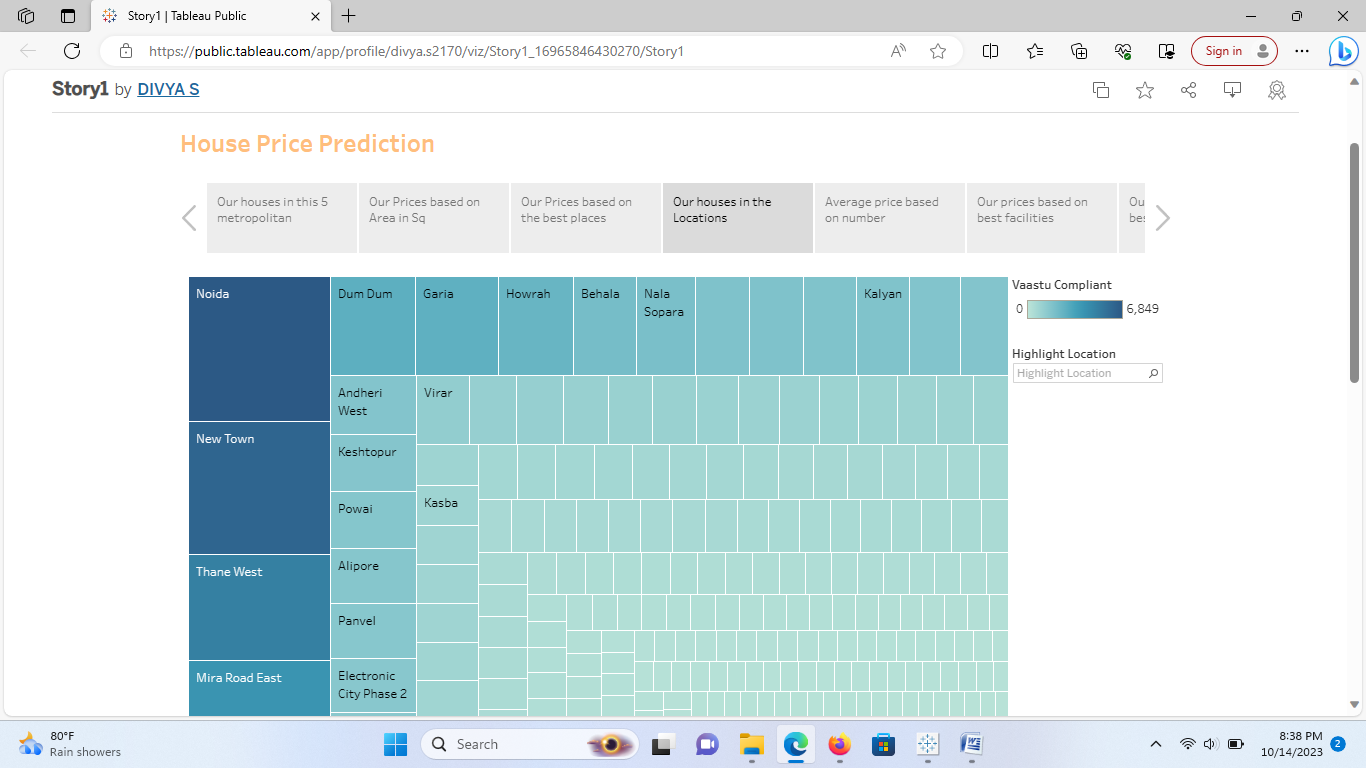 Story1 | Tableau Public
https://public.tableau.com/app/profile/divya.s2170/viz/Story1_16965846430270/Story1
Sign in
Story1 by DIVYA S
House Price Prediction
Our houses in this 5
metropolitan
Our Prices based on
Area in Sq
Our Prices based on
the best places
Our houses in the
Locations
Average price based
on number
Our prices based on
best facilities
Ou
bes
Noida
Dum Dum
Garia
Howrah
Behala
Nala
Sopara
Kalyan
Vaastu Compliant
0
6,849
Highlight Location
Highlight Location
Andheri
West
Virar
New Town
Keshtopur
Kasba
Powai
Thane West
Alipore
Panvel
Mira Road East
Electronic
City Phase 2
80°F
Rain showers
Search
8:38 PM
10/14/2023
2